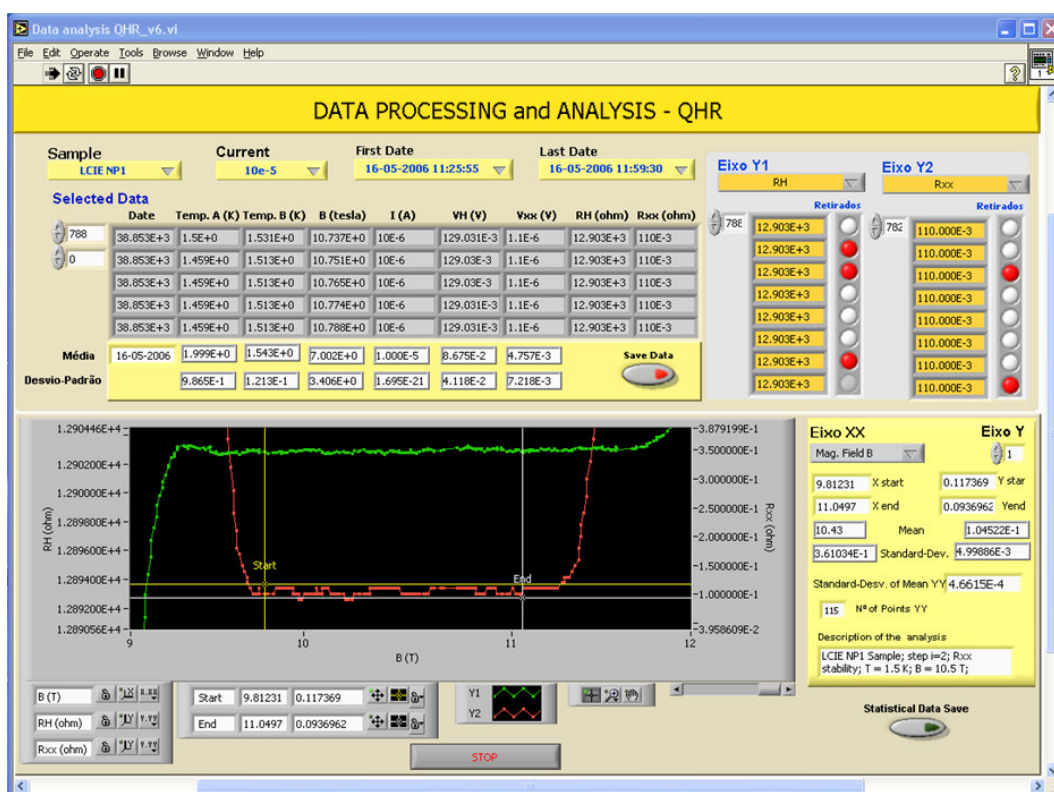 Data analysis QHR_v6.vi
File Edit Operate Tools Browse Window Help
1
DATA PROCESSING and ANALYSIS - QHR
Sample Current First Date Last Date
LCIE NP1 10e-5 16-05-2006 11:25:55 16-05-2006 11:59:30
Eixo Y1 Eixo Y2
RH Rxx
Selected Data
Retirados Retirados
Date Temp. A (K) Temp. B (K) B (tesla) I (A) VH (V) Vxx (V) RH (ohm) Rxx (ohm)
788 38.853E+3 1.5E+0 1.531E+0 10.737E+0 10E-6 129.031E-3 1.1E-6 12.903E+3 110E-3
0 38.853E+3 1.459E+0 1.513E+0 10.751E+0 10E-6 129.03E-3 1.1E-6 12.903E+3 110E-3
38.853E+3 1.459E+0 1.513E+0 10.765E+0 10E-6 129.03E-3 1.1E-6 12.903E+3 110E-3
38.853E+3 1.459E+0 1.513E+0 10.774E+0 10E-6 129.031E-3 1.1E-6 12.903E+3 110E-3
38.853E+3 1.459E+0 1.513E+0 10.788E+0 10E-6 129.031E-3 1.1E-6 12.903E+3 110E-3
Média 16-05-2006 1.999E+0 1.543E+0 7.002E+0 1.000E-5 8.675E-2 4.757E-3 Save Data
Desvio-Padrão 9.865E-1 1.213E-1 3.406E+0 1.695E-21 4.118E-2 7.218E-3
12.903E+3 110.000E-3
12.903E+3 110.000E-3
12.903E+3 110.000E-3
12.903E+3 110.000E-3
12.903E+3 110.000E-3
12.903E+3 110.000E-3
12.903E+3 110.000E-3
12.903E+3 110.000E-3
1.290446E+4
1.290200E+4
1.290000E+4
1.289800E+4
1.289600E+4
1.289400E+4
1.289200E+4
1.289056E+4
RH (ohm)
Start
End
-3.879199E-1
-3.500000E-1
-3.000000E-1
-2.500000E-1
-2.000000E-1
-1.500000E-1
-1.000000E-1
-3.958609E-2
Rxx (ohm)
9 10 11 12
B (T)
Eixo XX Eixo Y
Mag. Field B 1
9.81231 X start 0.117369 Y star
11.0497 X end 0.0936962 Yend
10.43 Mean 1.04522E-1
3.61034E-1 Standard-Dev. 4.99886E-3
Standard-Desv. of Mean YY 4.6615E-4
115 Nº of Points YY
Description of the analysis
LCIE NP1 Sample; step i=2; Rxx
stability; T = 1.5 K; B = 10.5 T;
B (T)
RH (ohm)
Rxx (ohm)
Start 9.81231 0.117369
End 11.0497 0.0936962
Y1
Y2
Statistical Data Save
STOP